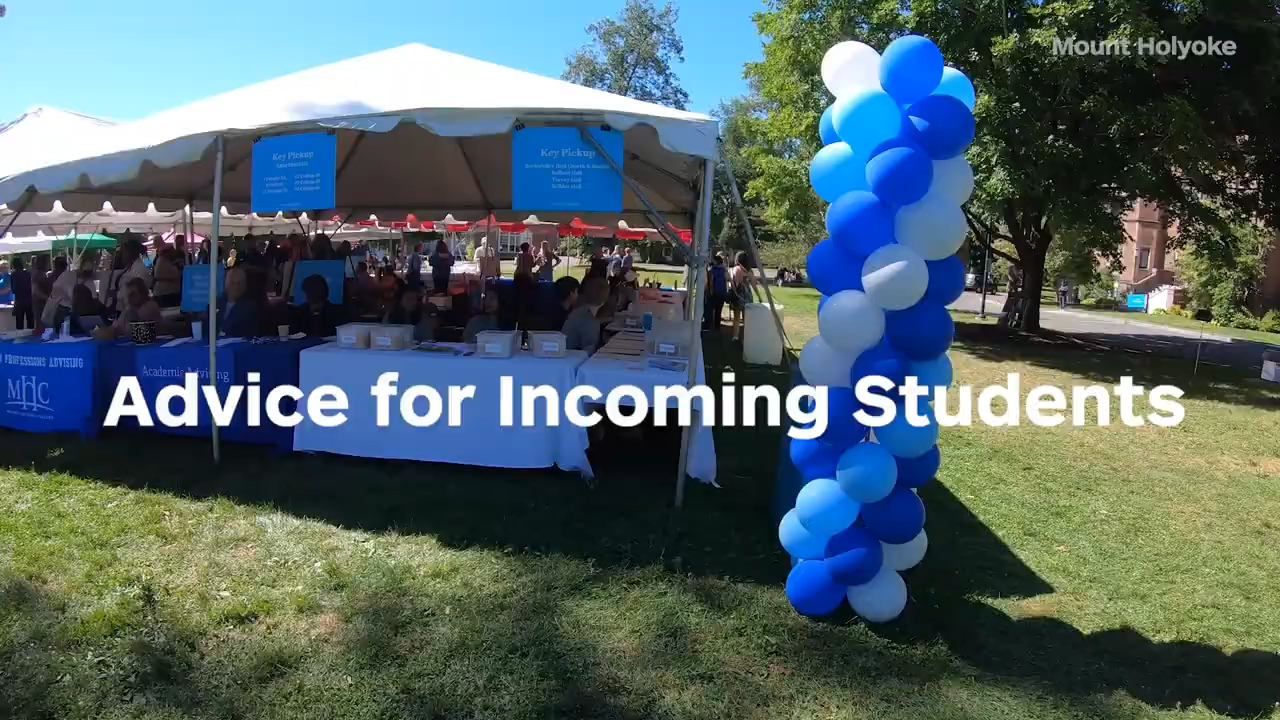 Mount Holyoke
Key Pickup
Key Pickup
PROFESSIONS ADVISING
MHC
Academic Advising
Advice for Incoming Students